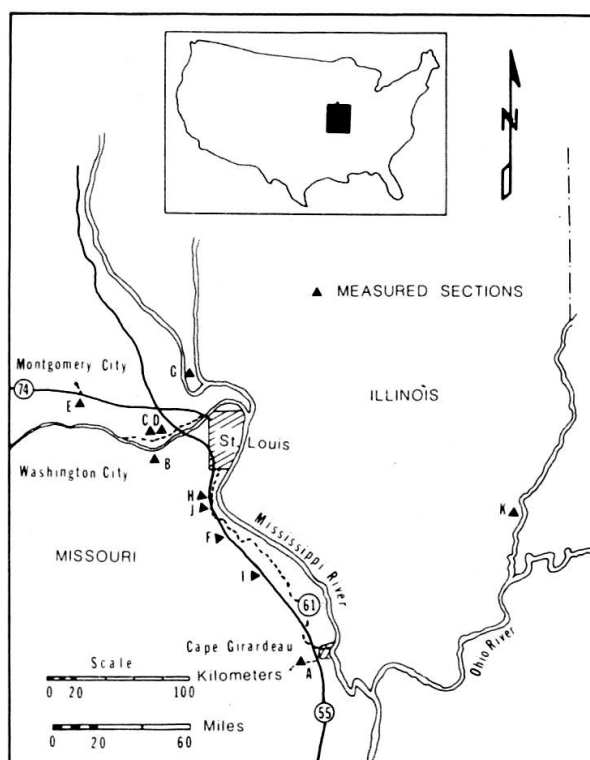 N
▲ MEASURED SECTIONS
G
Montgomery City
ILLINOIS
74
E
C D
St. Louis
B
Washington City
K
H
J
Mississippi River
F
MISSOURI
I
61
Cape Girardeau
Ohio River
A
Scale
Kilometers
0 20 100
55
Miles
0 20 60